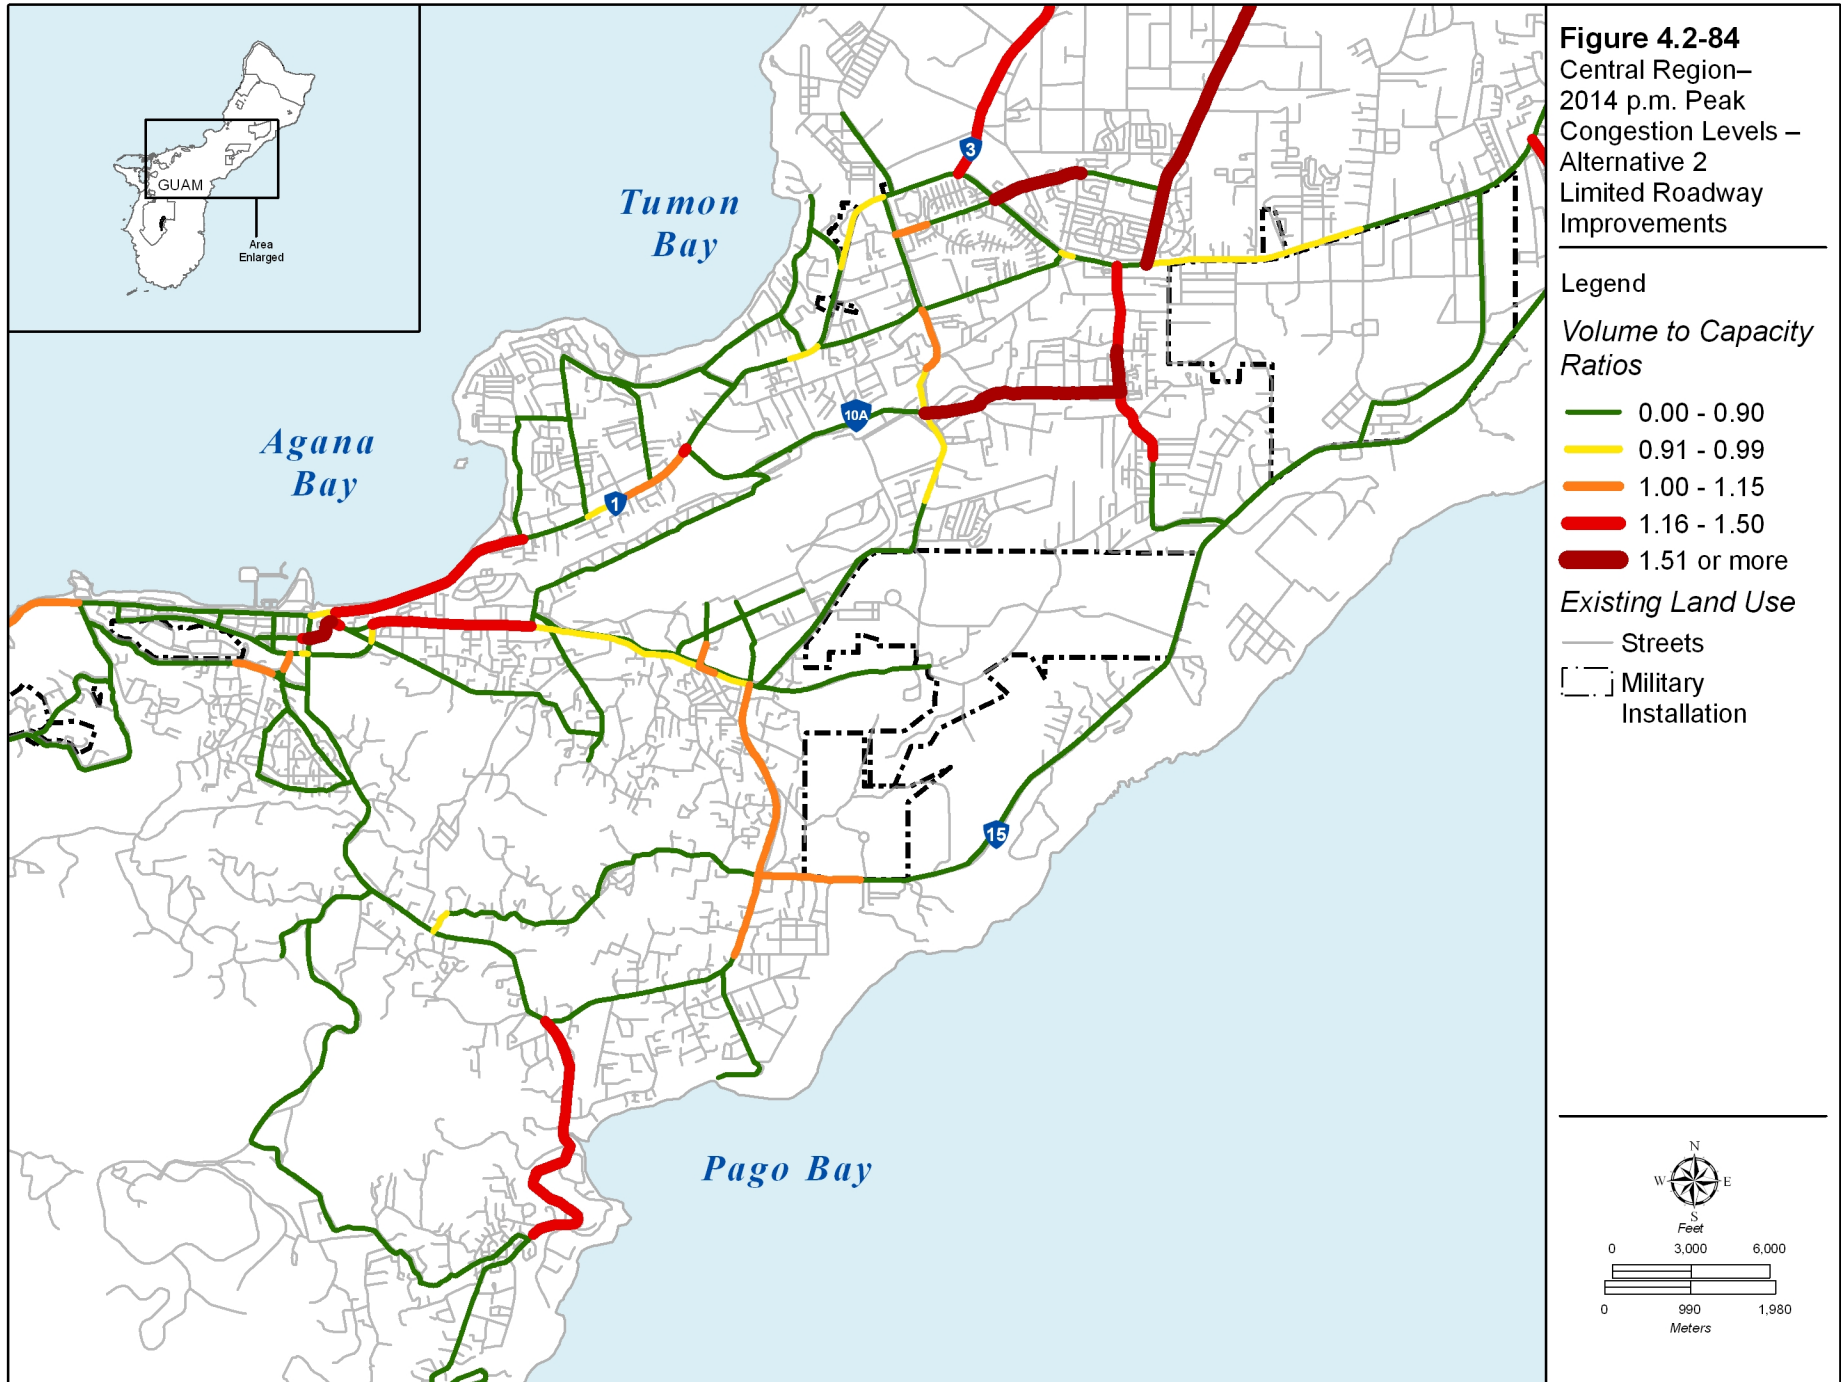 Figure 4.2-84
Central Region–
2014 p.m. Peak
Congestion Levels –
Alternative 2
Limited Roadway
Improvements
Legend
Volume to Capacity
Ratios
0.00 - 0.90
0.91 - 0.99
1.00 - 1.15
1.16 - 1.50
1.51 or more
Existing Land Use
Streets
Military
Installation
N
W
E
S
Feet
0 3,000 6,000
0 990 1,980
Meters
GUAM
Area
Enlarged
Tumon
Bay
Agana
Bay
Pago Bay
3
10A
1
15